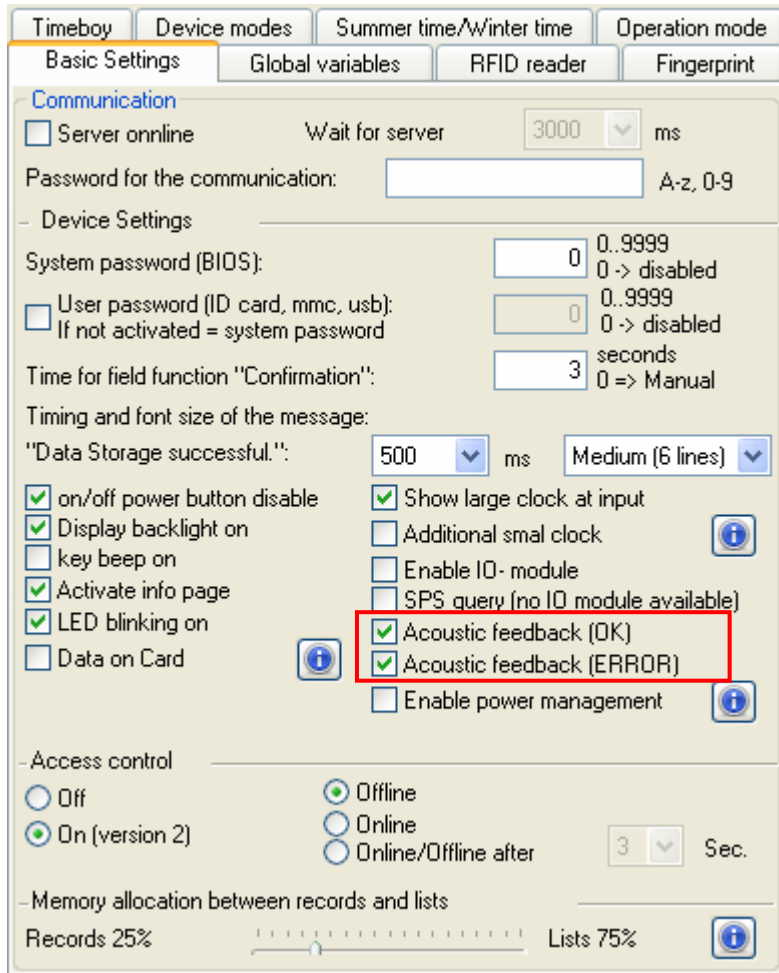 Timeboy Device modes Summer time/Winter time Operation mode
Basic Settings Global variables RFID reader Fingerprint
Communication
Server onnline Wait for server 3000 ms
Password for the communication: A-z, 0-9
Device Settings
System password (BIOS): 0 0..9999
0 -> disabled
User password (ID card, mmc, usb): 0 0..9999
If not activated = system password 0 -> disabled
Time for field function "Confirmation": 3 seconds
0 => Manual
Timing and font size of the message:
"Data Storage successful.": 500 ms Medium (6 lines)
on/off power button disable Show large clock at input
Display backlight on Additional smal clock
key beep on Enable IO- module
Activate info page SPS query (no IO module available)
LED blinking on Acoustic feedback (OK)
Data on Card Acoustic feedback (ERROR)
Enable power management
Access control
Off Offline
On (version 2) Online
Online/Offline after 3 Sec.
Memory allocation between records and lists
Records 25% Lists 75%